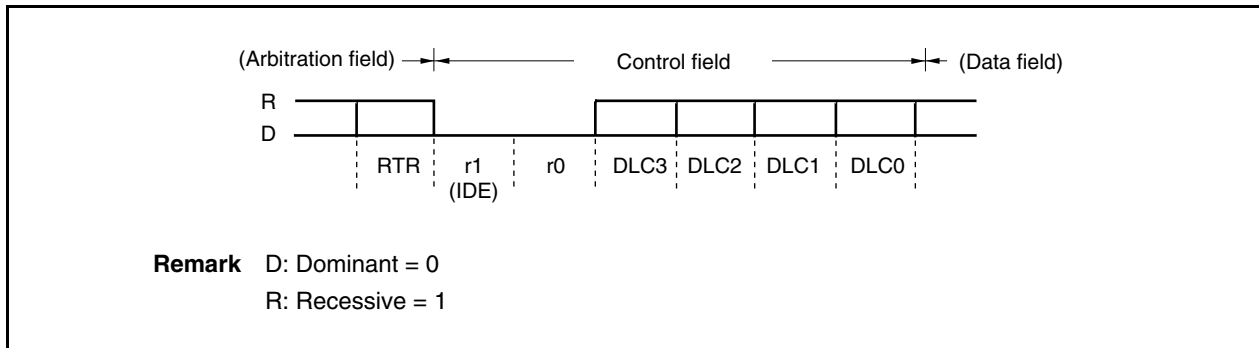 (Arbitration field) Control field (Data field)
R
D
RTR r1 r0 DLC3 DLC2 DLC1 DLC0
(IDE)
Remark D: Dominant = 0
R: Recessive = 1